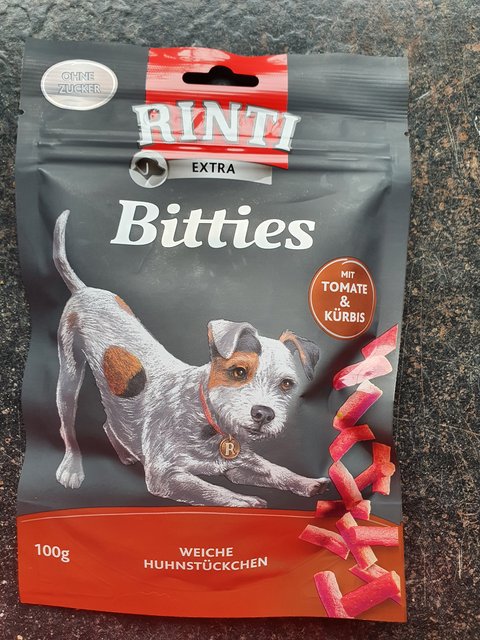 OHNE
ZUCKER
RINTI
EXTRA
Bitties
MIT
TOMATE
&
KÜRBIS
R
100g
WEICHE
HUHNSTÜCKCHEN